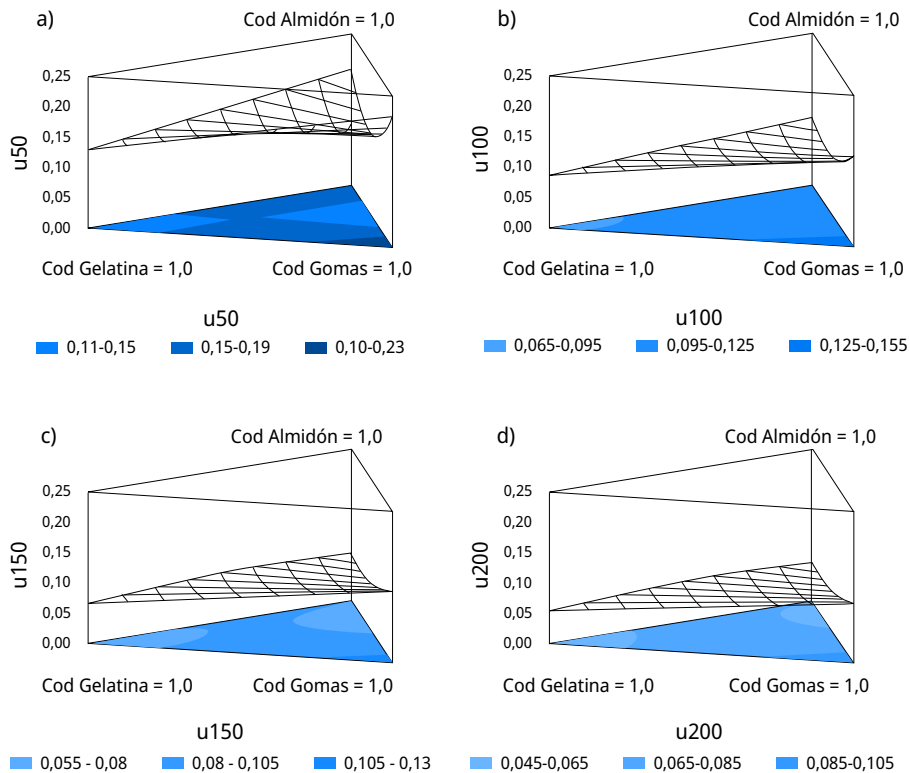 a)
Cod Almidón = 1,0
0,25
0,20
0,15
0,10
0,05
0,00
u50
Cod Gelatina = 1,0
Cod Gomas = 1,0
u50
0,11-0,15
0,15-0,19
0,10-0,23
b)
Cod Almidón = 1,0
0,25
0,20
0,15
0,10
0,05
0,00
u100
Cod Gelatina = 1,0
Cod Gomas = 1,0
u100
0,065-0,095
0,095-0,125
0,125-0,155
c)
Cod Almidón = 1,0
0,25
0,20
0,15
0,10
0,05
0,00
u150
Cod Gelatina = 1,0
Cod Gomas = 1,0
u150
0,055 - 0,08
0,08 - 0,105
0,105 - 0,13
d)
Cod Almidón = 1,0
0,25
0,20
0,15
0,10
0,05
0,00
u200
Cod Gelatina = 1,0
Cod Gomas = 1,0
u200
0,045-0,065
0,065-0,085
0,085-0,105